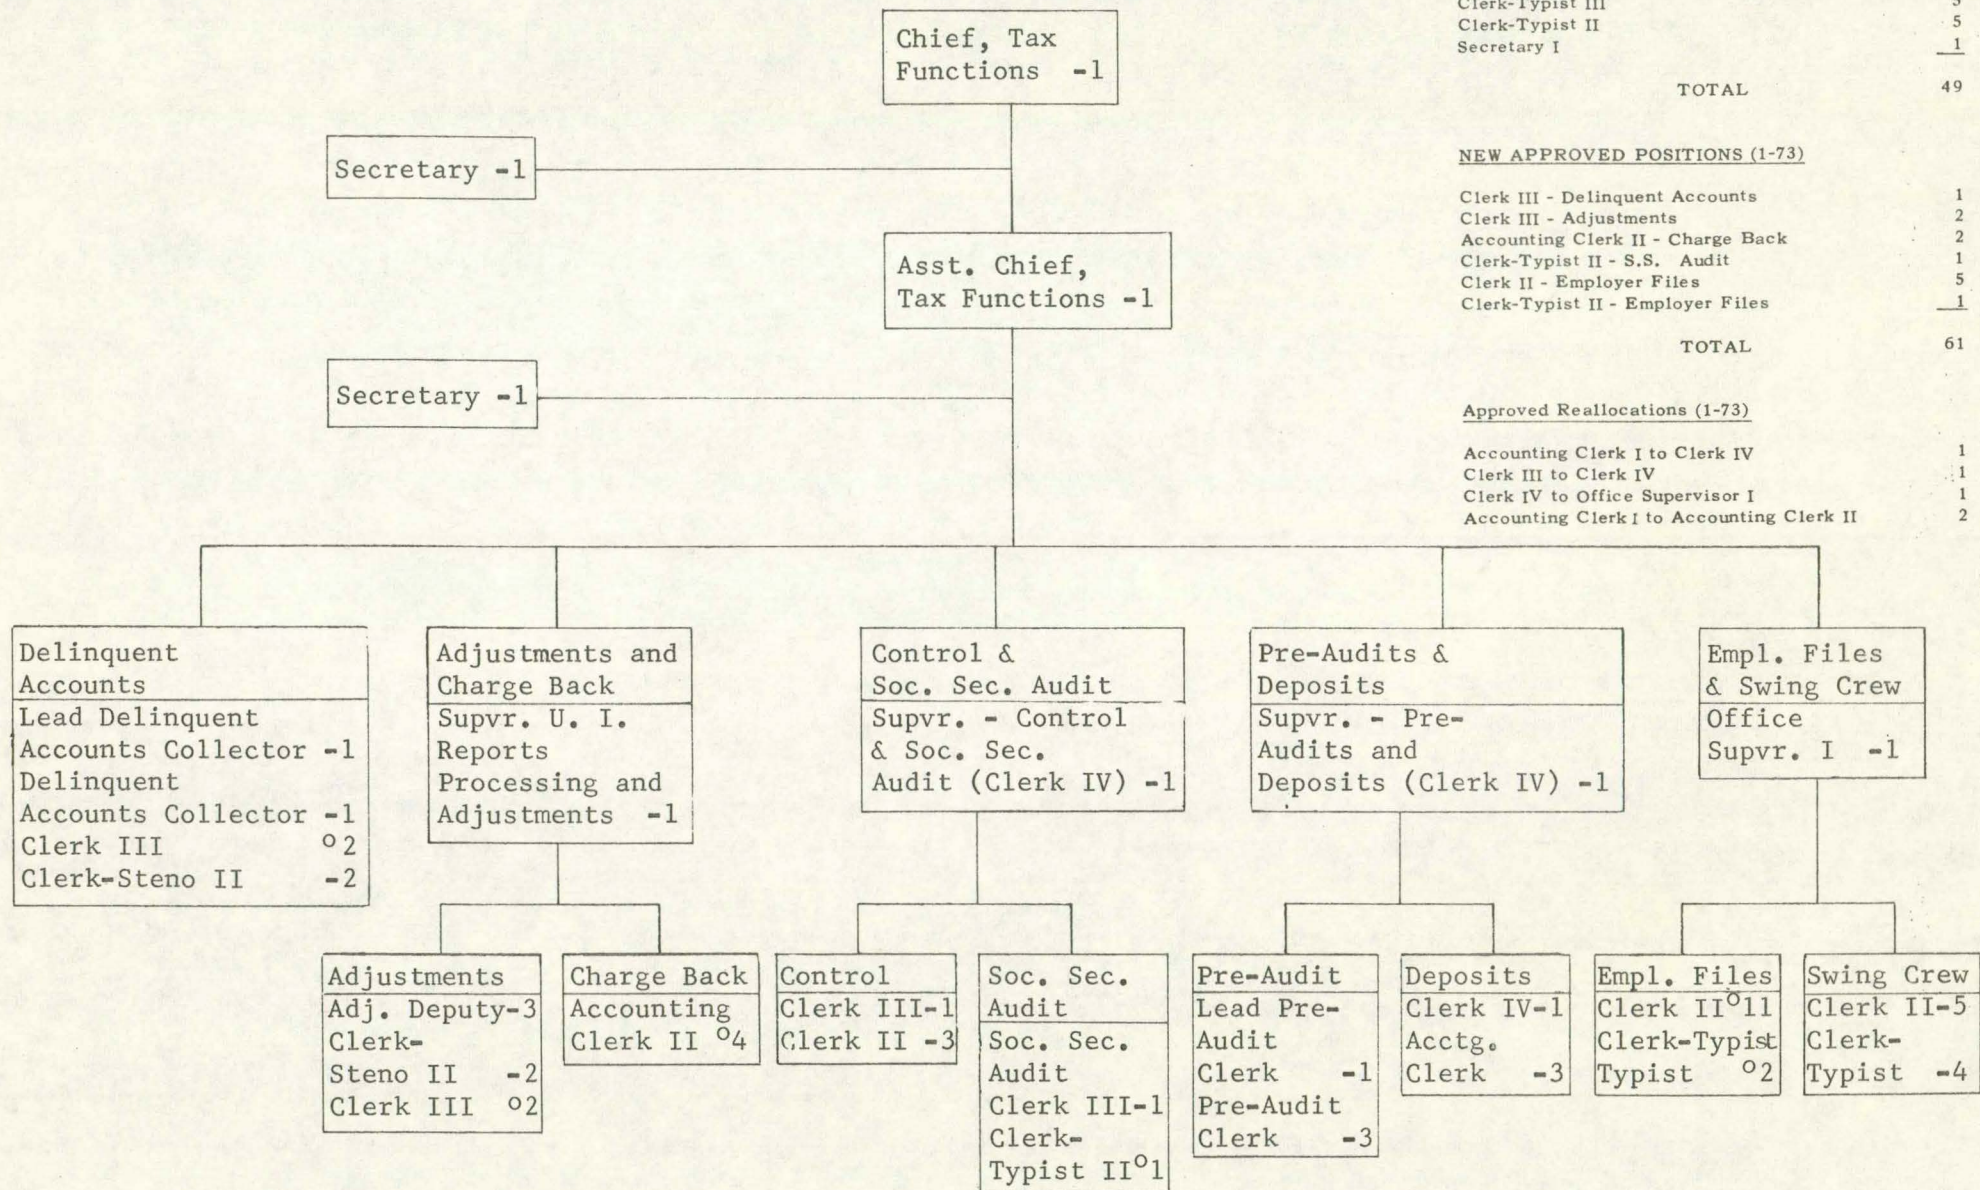 Clerk-Typist III
Clerk-Typist II 5
Secretary I 1
TOTAL 49
NEW APPROVED POSITIONS (1-73)
Clerk III - Delinquent Accounts 1
Clerk III - Adjustments 2
Accounting Clerk II - Charge Back 2
Clerk-Typist II - S.S. Audit 1
Clerk II - Employer Files 5
Clerk-Typist II - Employer Files 1
TOTAL 61
Approved Reallocations (1-73)
Accounting Clerk I to Clerk IV 1
Clerk III to Clerk IV 1
Clerk IV to Office Supervisor I 1
Accounting Clerk I to Accounting Clerk II 2
Chief, Tax
Functions -1
Secretary -1
Asst. Chief,
Tax Functions -1
Secretary -1
Delinquent
Accounts
Lead Delinquent
Accounts Collector -1
Delinquent
Accounts Collector -1
Clerk III o2
Clerk-Steno II -2
Adjustments and
Charge Back
Supvr. U. I.
Reports
Processing and
Adjustments -1
Control &
Soc. Sec. Audit
Supvr. - Control
& Soc. Sec.
Audit (Clerk IV) -1
Pre-Audits &
Deposits
Supvr. - Pre-
Audits and
Deposits (Clerk IV) -1
Empl. Files
& Swing Crew
Office
Supvr. I -1
Adjustments
Adj. Deputy-3
Clerk-
Steno II -2
Clerk III o2
Charge Back
Accounting
Clerk II o4
Control
Clerk III-1
Clerk II -3
Soc. Sec.
Audit
Soc. Sec.
Audit
Clerk III-1
Clerk-
Typist IIo1
Pre-Audit
Lead Pre-
Audit
Clerk -1
Pre-Audit
Clerk -3
Deposits
Clerk IV-1
Acctg.
Clerk -3
Empl. Files
Clerk IIo11
Clerk-Typist
Typist o2
Swing Crew
Clerk II-5
Clerk-
Typist -4